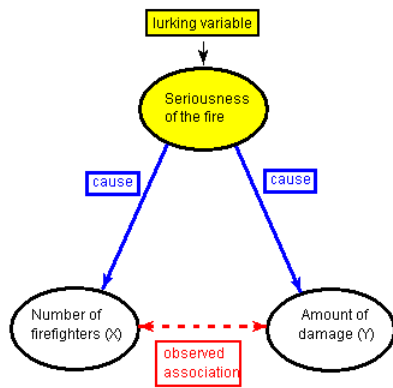 lurking variable
Seriousness
of the fire
cause
cause
Number of
firefighters (X)
Amount of
damage (Y)
observed
association